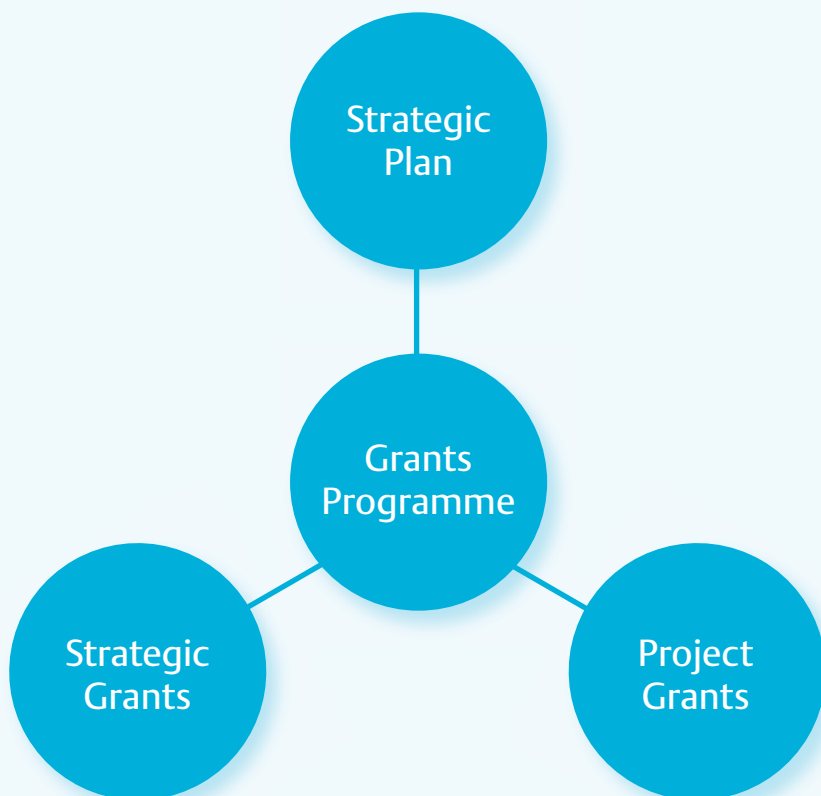 Strategic
Plan
Grants
Programme
Strategic
Grants
Project
Grants